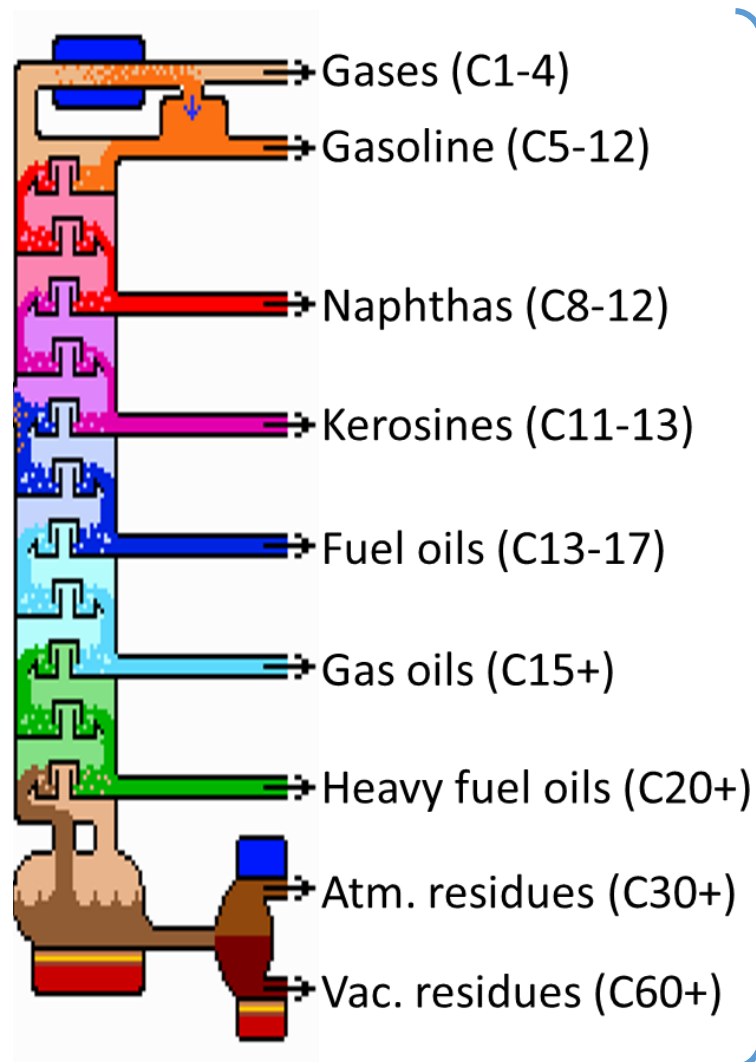 Gases (C1-4)
Gasoline (C5-12)
Naphthas (C8-12)
Kerosines (C11-13)
Fuel oils (C13-17)
Gas oils (C15+)
Heavy fuel oils (C20+)
Atm. residues (C30+)
Vac. residues (C60+)